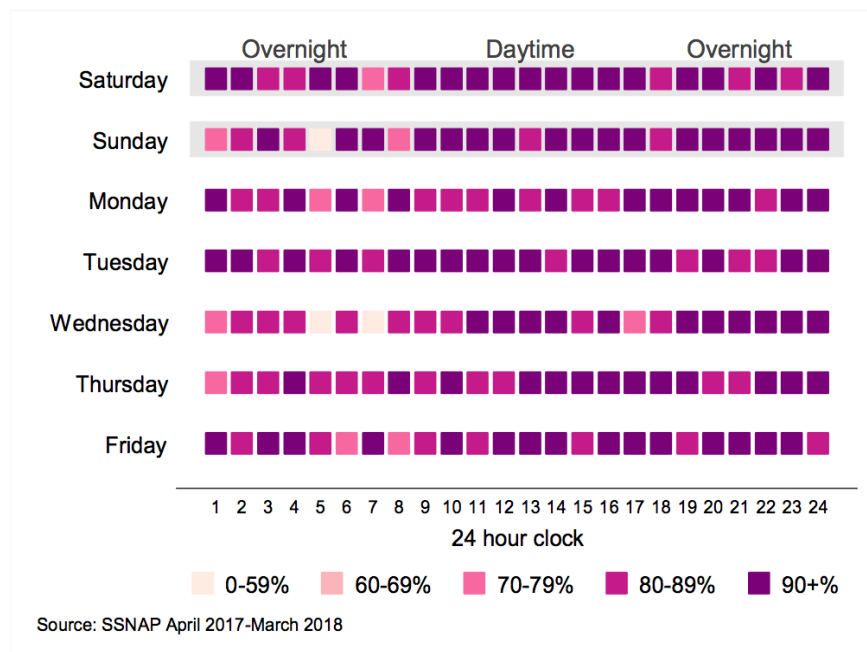 Overnight Daytime Overnight
Saturday
Sunday
Monday
Tuesday
Wednesday
Thursday
Friday
1 2 3 4 5 6 7 8 9 10 11 12 13 14 15 16 17 18 19 20 21 22 23 24
24 hour clock
0-59% 60-69% 70-79% 80-89% 90+%
Source: SSNAP April 2017-March 2018